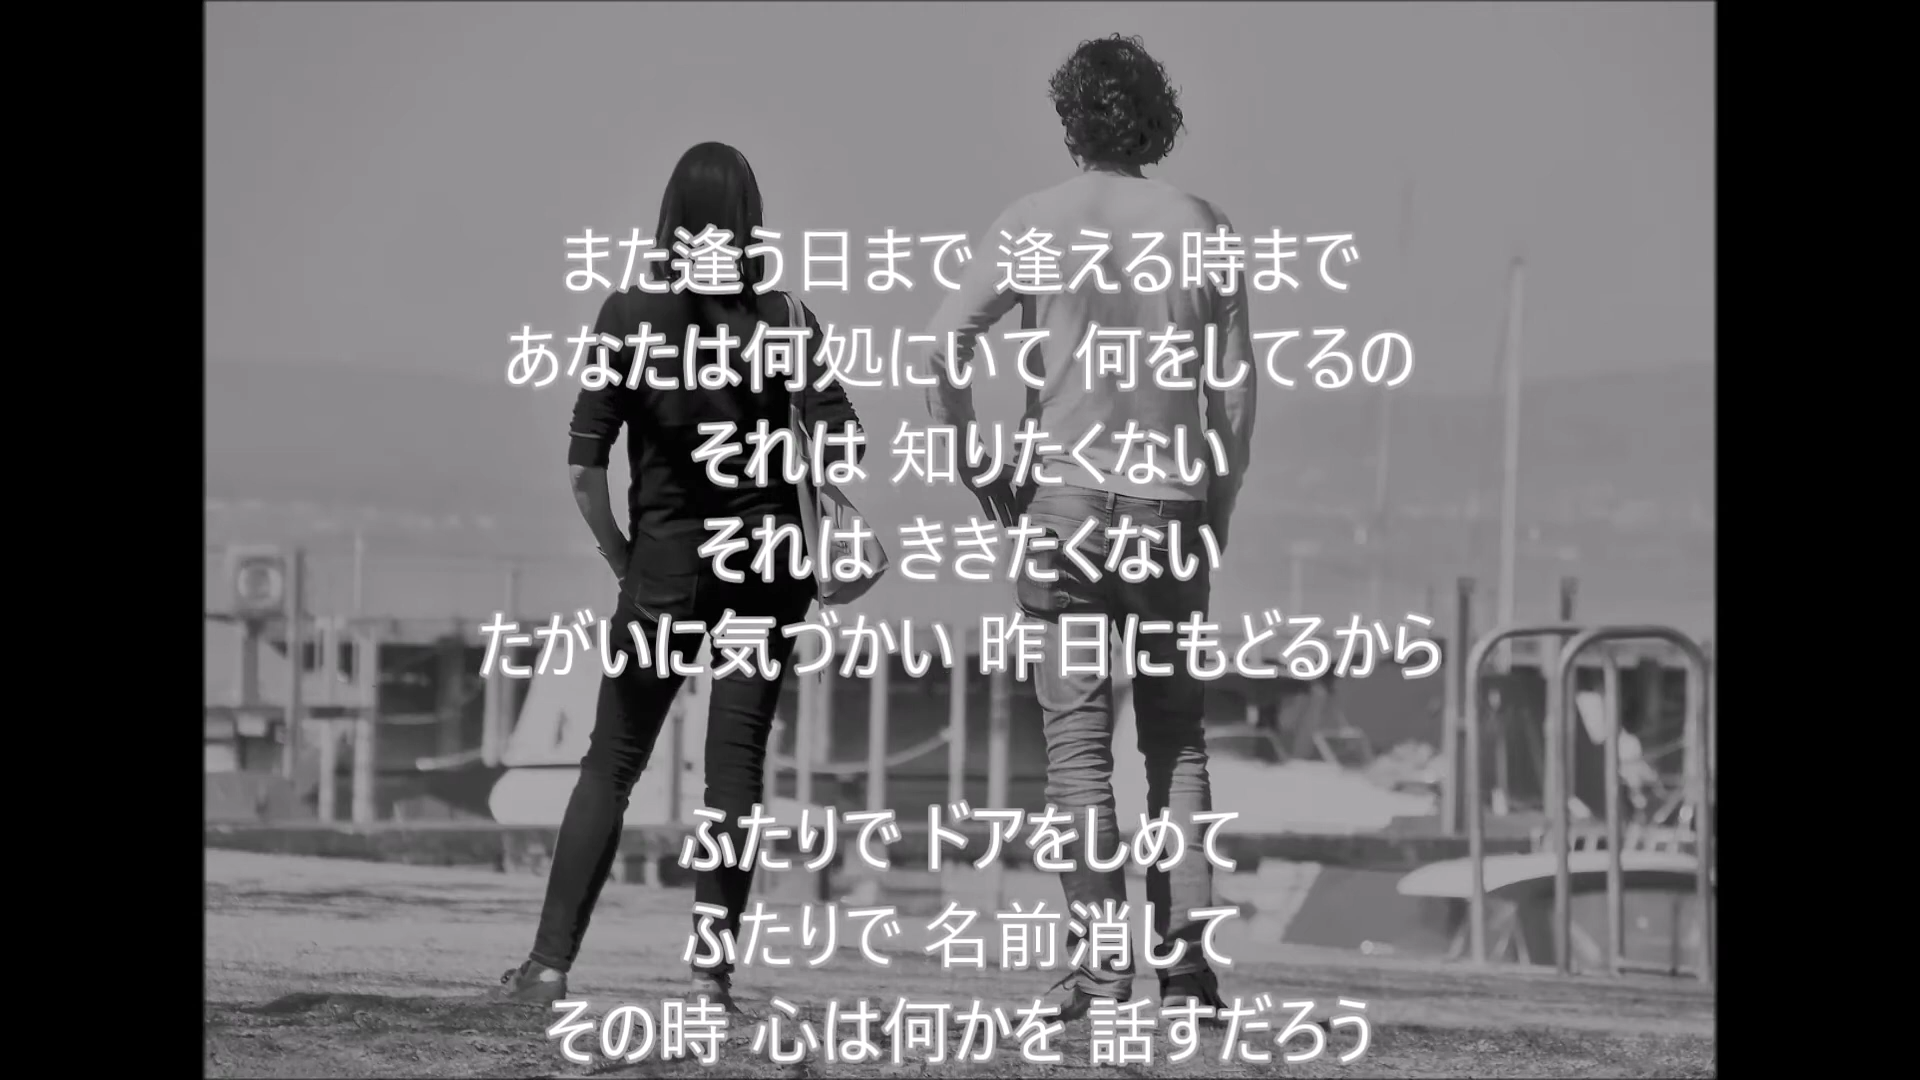 また逢う日まで 逢える時まで
あなたは何処にいて 何をしてるの
それは 知りたくない
それは ききたくない
たがいに気づかい 昨日にもどるから
ふたりで ドアをしめて
ふたりで 名前消して
その時 心は何かを 話すだろう